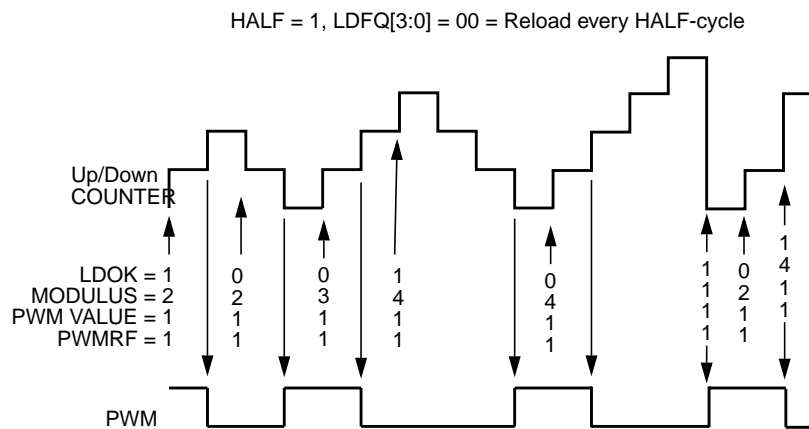 HALF = 1, LDFQ[3:0] = 00 = Reload every HALF-cycle
Up/Down
COUNTER
LDOK = 1 0 0 1 0 1 0 1
MODULUS = 2 2 3 4 4 1 2 4
PWM VALUE = 1 1 1 1 1 1 1 1
PWMRF = 1 1 1 1 1 1 1 1
PWM